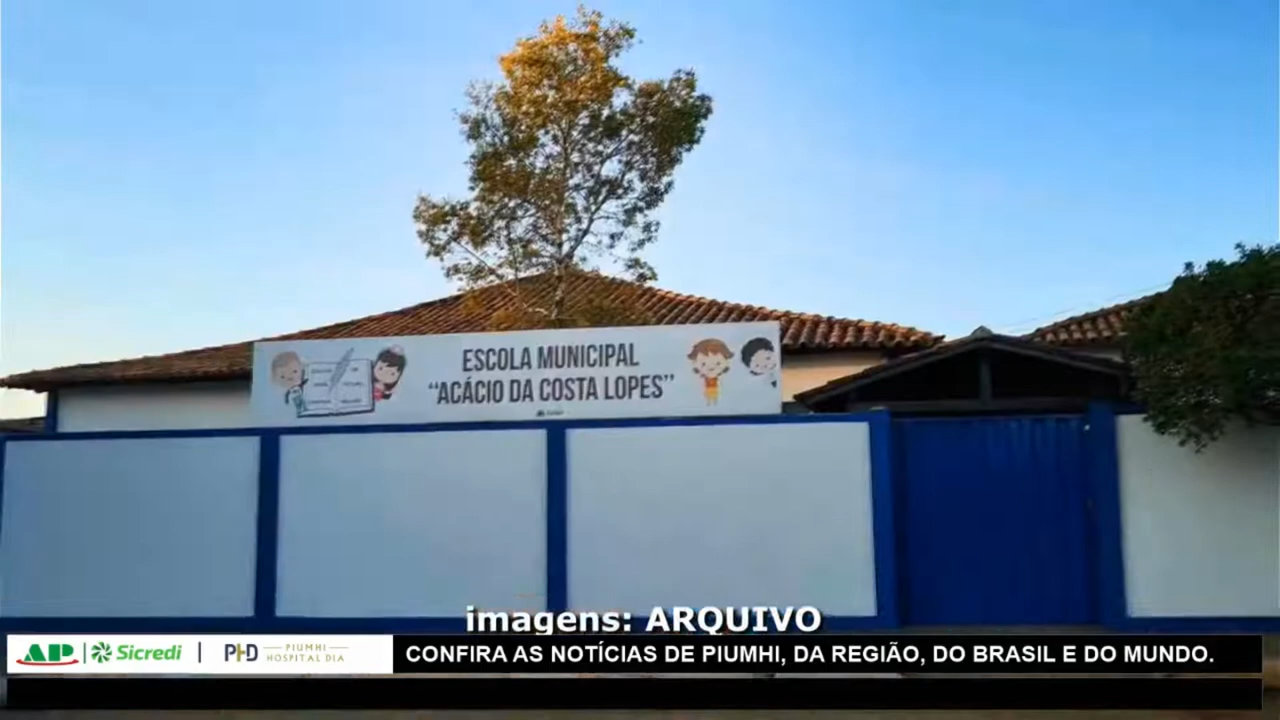 ESCOLA MUNICIPAL
“ACÁCIO DA COSTA LOPES”
imagens: ARQUIVO
AP
Sicredi
PHD
PIUMHI
HOSPITAL DIA
CONFIRA AS NOTÍCIAS DE PIUMHI, DA REGIÃO, DO BRASIL E DO MUNDO.